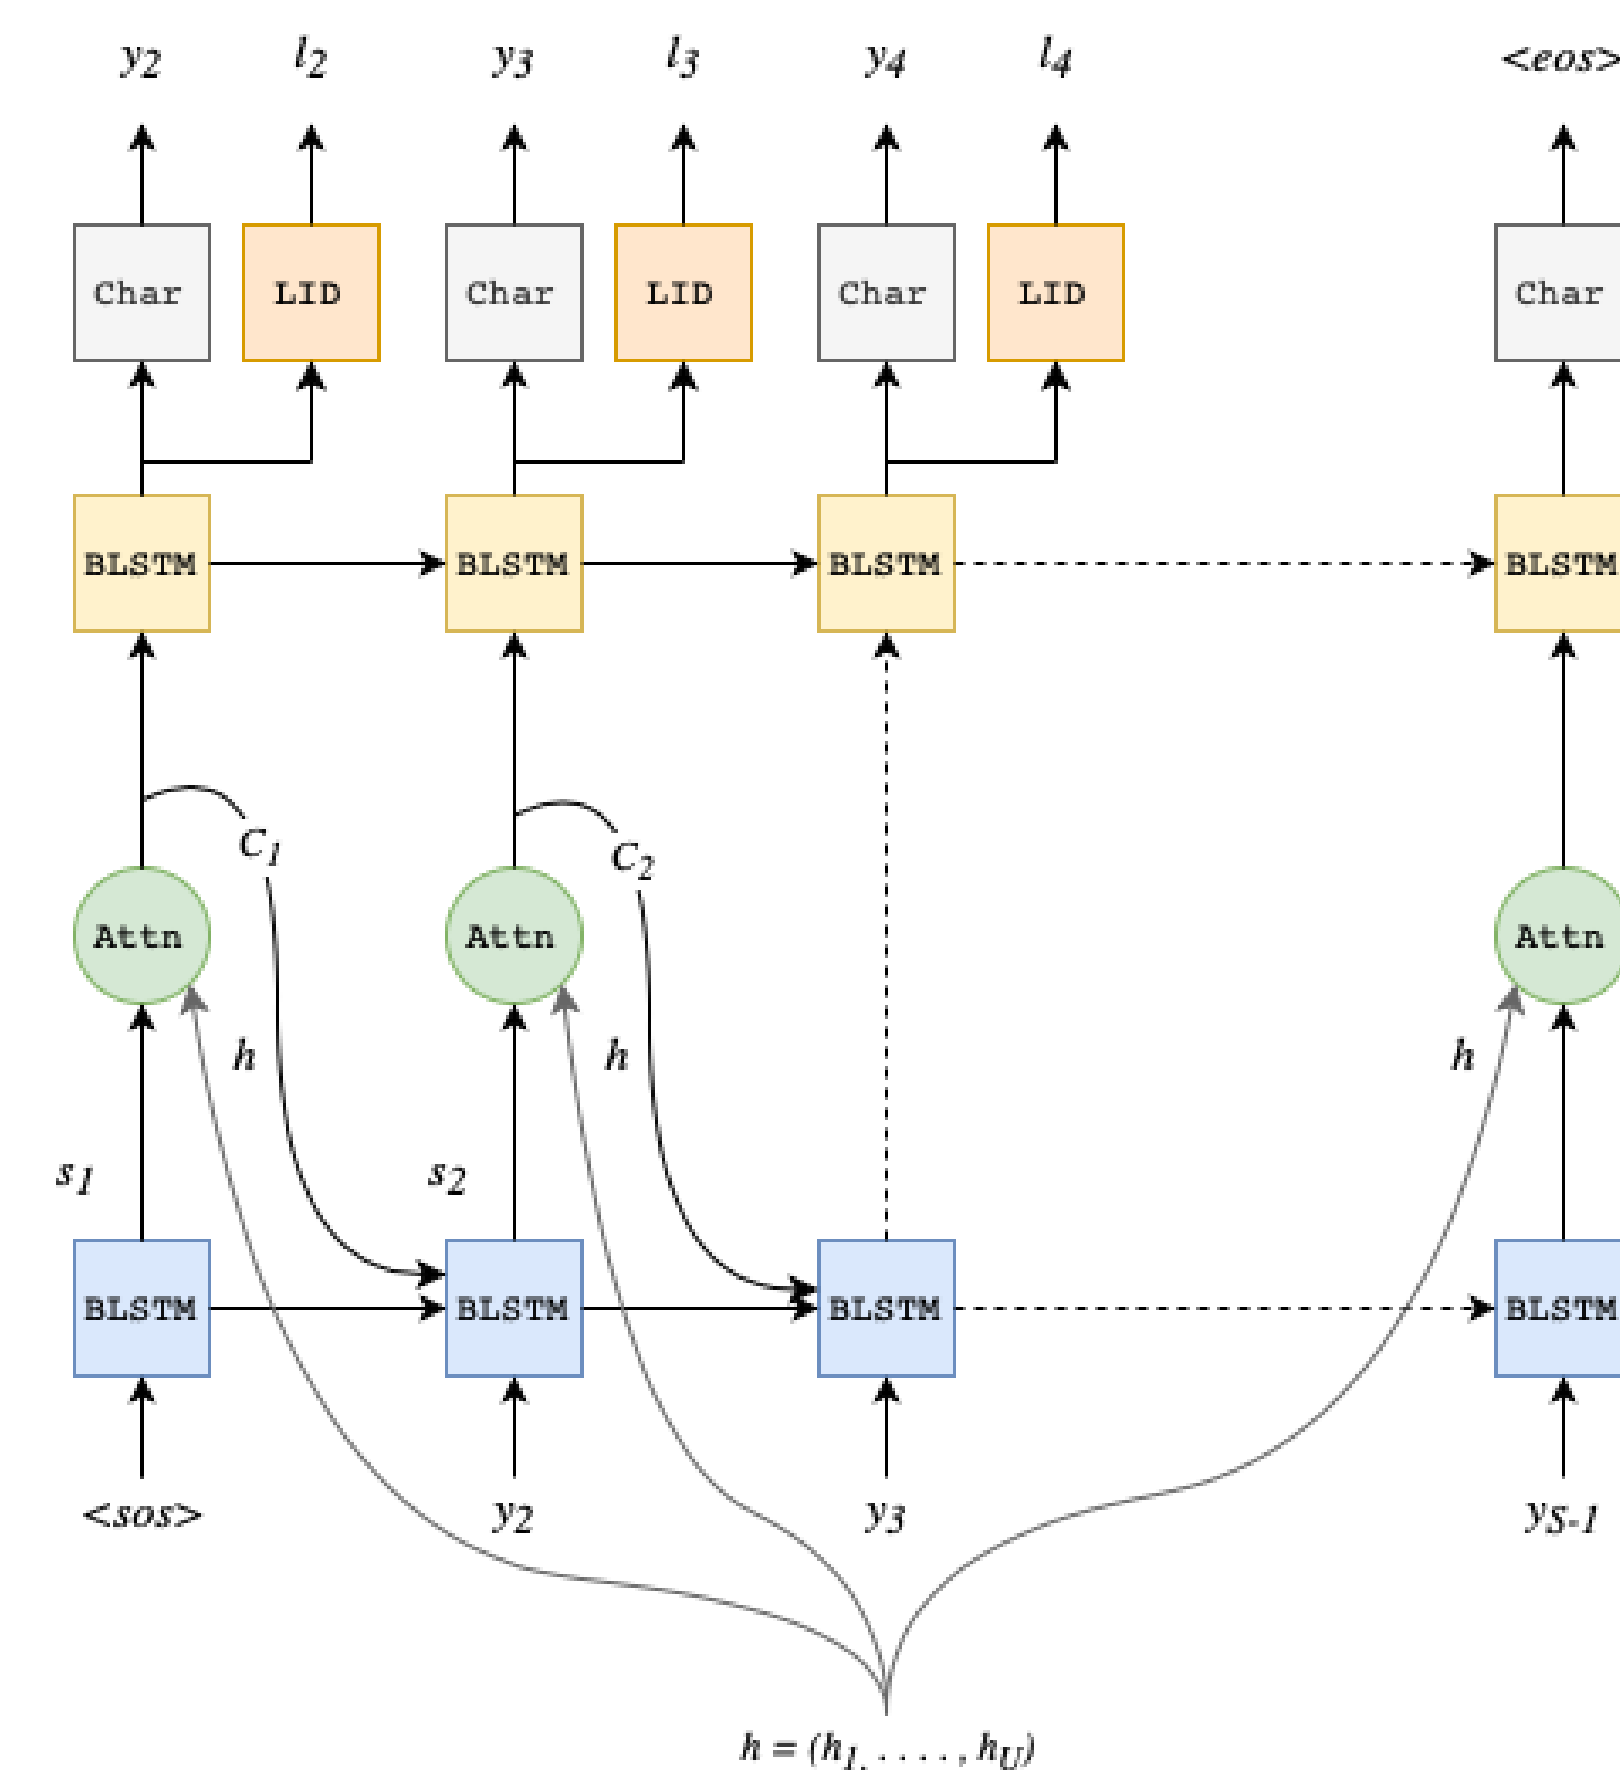 y2 l2 y3 l3 y4 l4 <eos>
Char LID Char LID Char LID Char
BLSTM BLSTM BLSTM BLSTM
C1 C2
Attn Attn Attn
h h h
s1 s2
BLSTM BLSTM BLSTM BLSTM
<sos> y2 y3 yS-1
h = (h1, . . . . , hU)